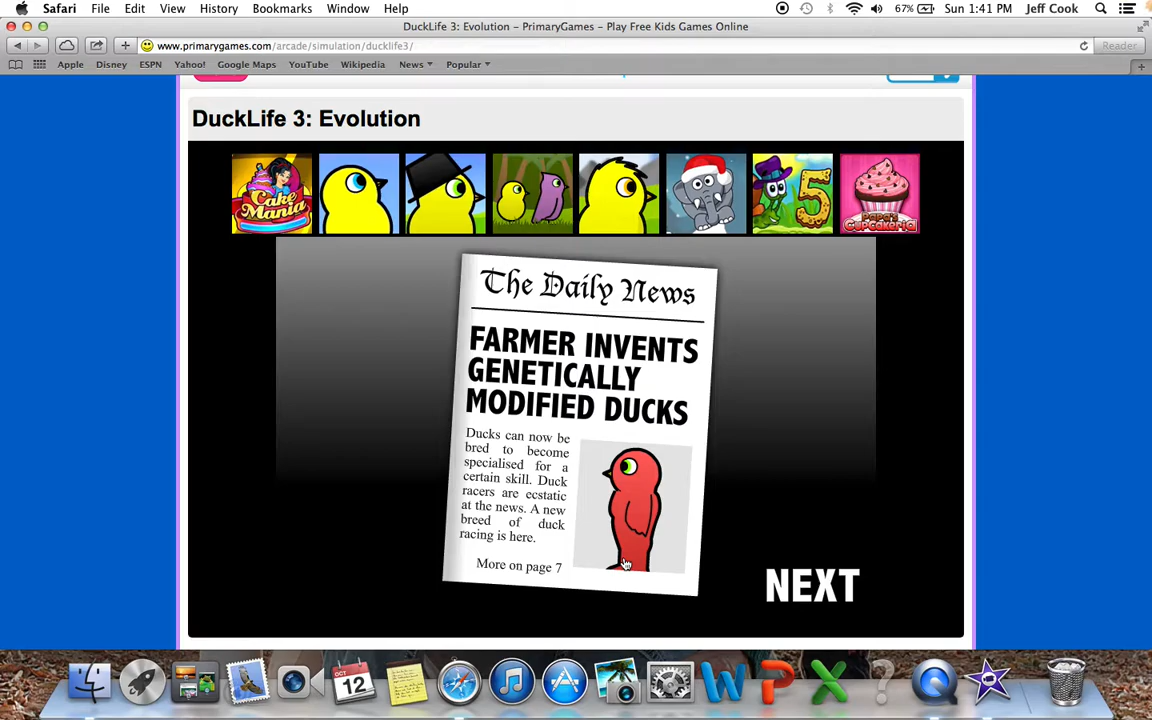 Safari File Edit View History Bookmarks Window Help 67% Sun 1:41 PM Jeff Cook
DuckLife 3: Evolution – PrimaryGames – Play Free Kids Games Online
www.primarygames.com/arcade/simulation/ducklife3/ Reader
Apple Disney ESPN Yahoo! Google Maps YouTube Wikipedia News Popular
DuckLife 3: Evolution
Cake Mania
5
Papa's Cupcakeria
The Daily News
FARMER INVENTS
GENETICALLY
MODIFIED DUCKS
Ducks can now be
bred to become
specialised for a
certain skill. Duck
racers are ecstatic
at the news. A new
breed of duck
racing is here.
More on page 7
NEXT
OCT
12
W P X ?